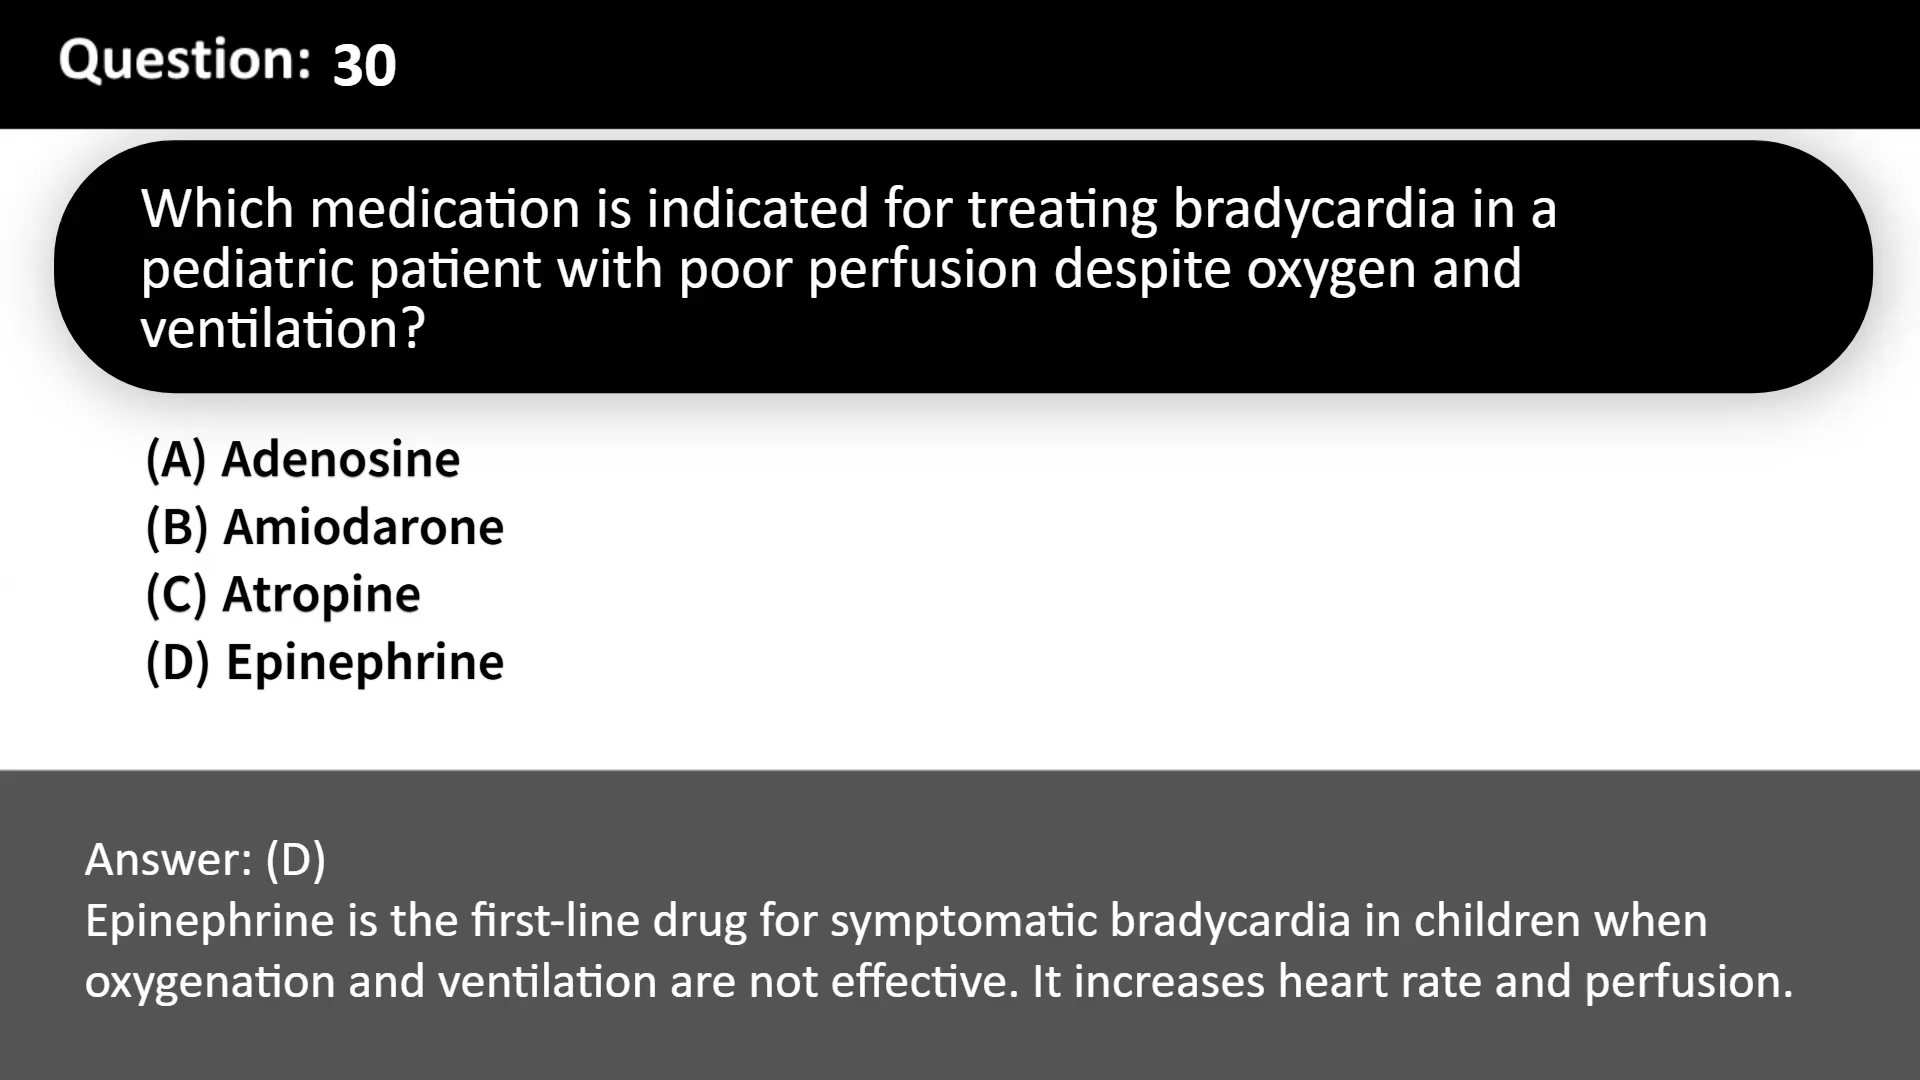 Question: 30
Which medication is indicated for treating bradycardia in a
pediatric patient with poor perfusion despite oxygen and
ventilation?
(A) Adenosine
(B) Amiodarone
(C) Atropine
(D) Epinephrine
Answer: (D)
Epinephrine is the first-line drug for symptomatic bradycardia in children when
oxygenation and ventilation are not effective. It increases heart rate and perfusion.